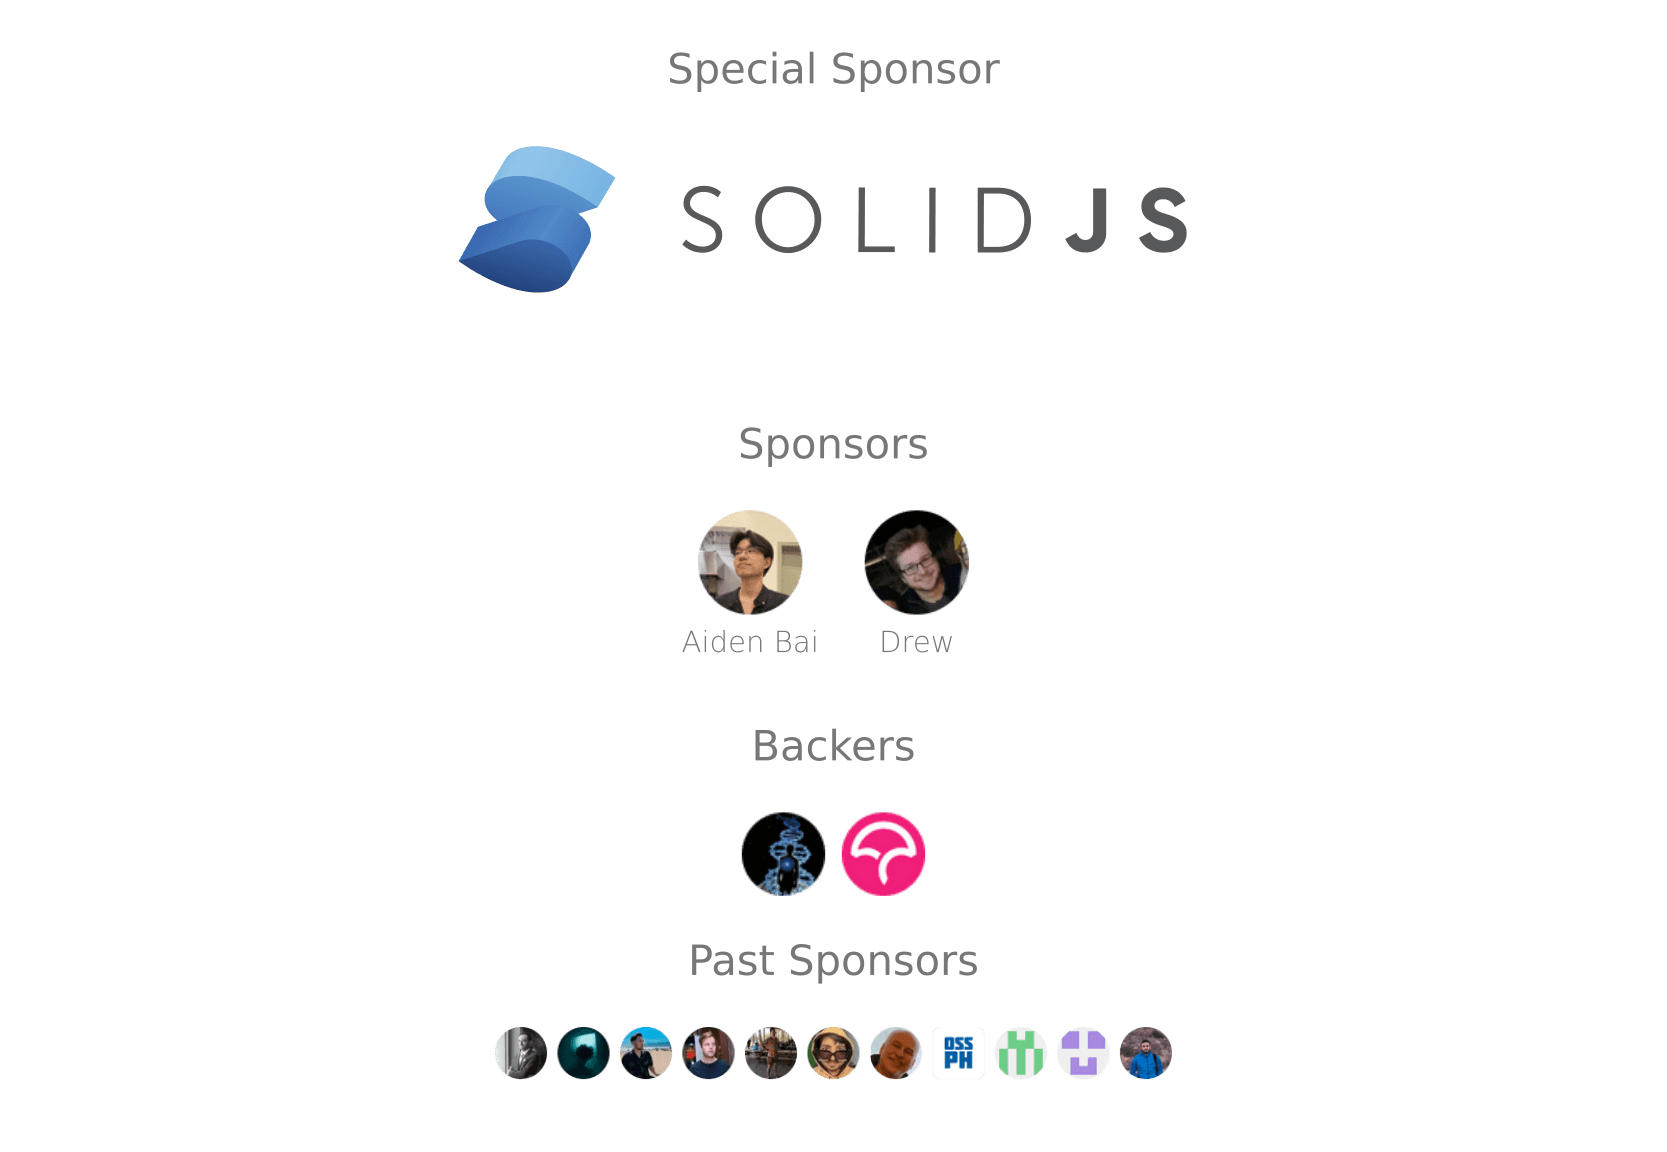 Special Sponsor
SOLIDJS
Sponsors
Aiden Bai
Drew
Backers
Past Sponsors
OSS
PH